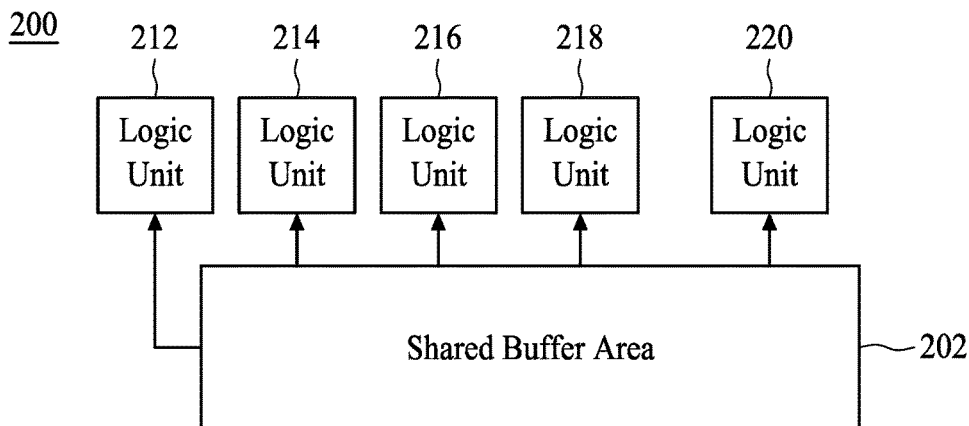 200
212 214 216 218 220
Logic Logic Logic Logic Logic
Unit Unit Unit Unit Unit
Shared Buffer Area
202